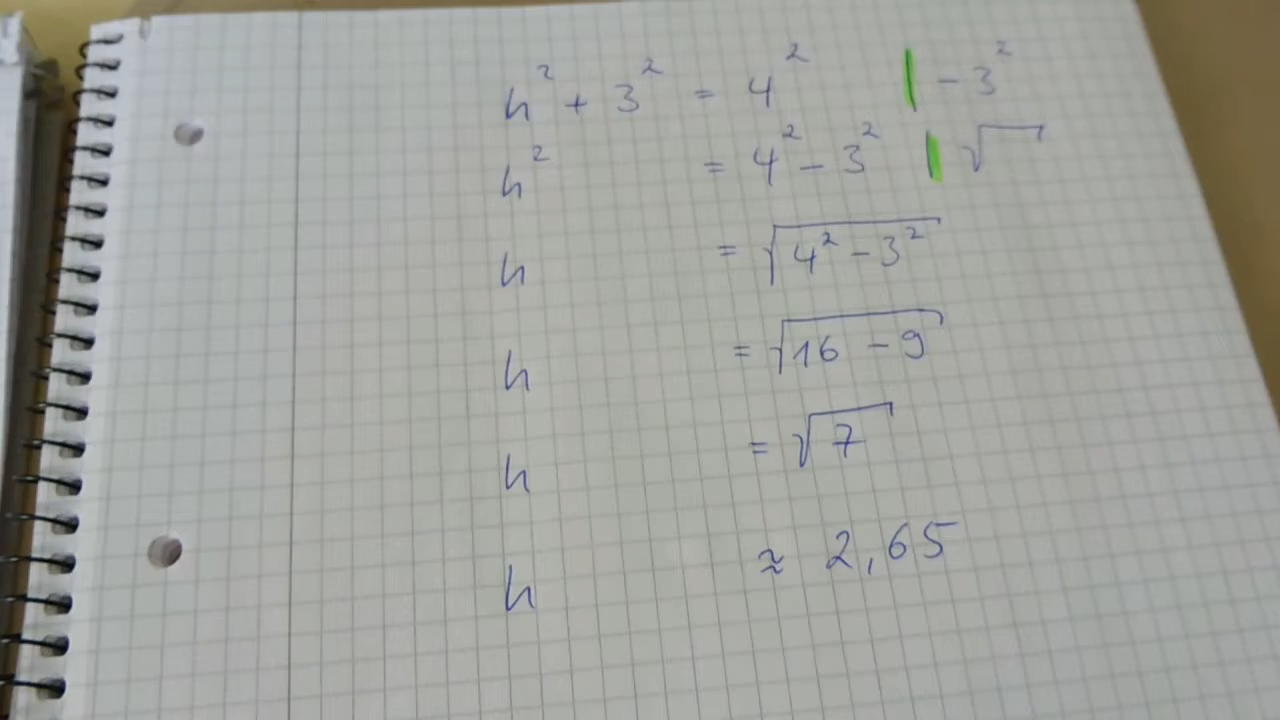 h² + 3² = 4² | - 3²
h² = 4² - 3² | √
h = √(4² - 3²)
h = √(16 - 9)
h = √7
h ≈ 2,65